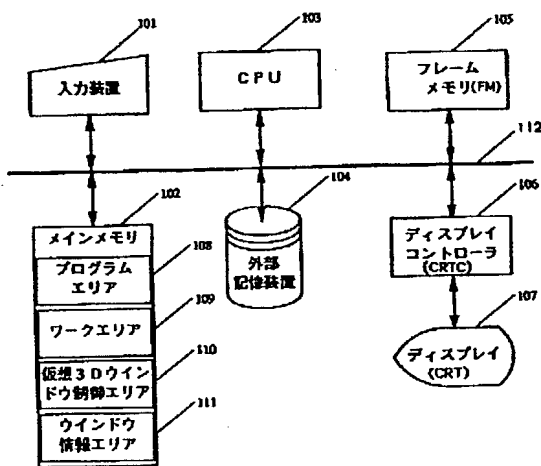 101
入力装置
103
CPU
105
フレーム
メモリ(FM)
112
102
メインメモリ
108
プログラム
エリア
109
ワークエリア
110
仮想3Dウイン
ドウ制御エリア
111
ウインドウ
情報エリア
104
外部
記憶装置
106
ディスプレイ
コントローラ
(CRTC)
107
ディスプレイ
(CRT)